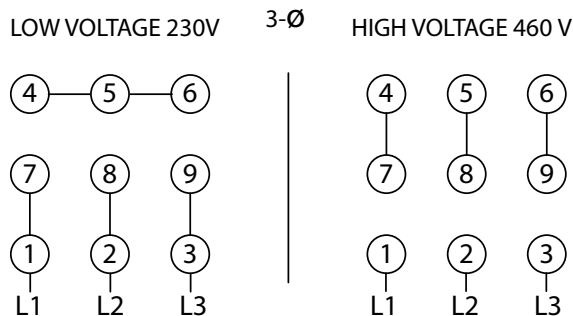 3-Ø
LOW VOLTAGE 230V
HIGH VOLTAGE 460 V
4 5 6
7 8 9
1 2 3
L1 L2 L3
4 5 6
7 8 9
1 2 3
L1 L2 L3